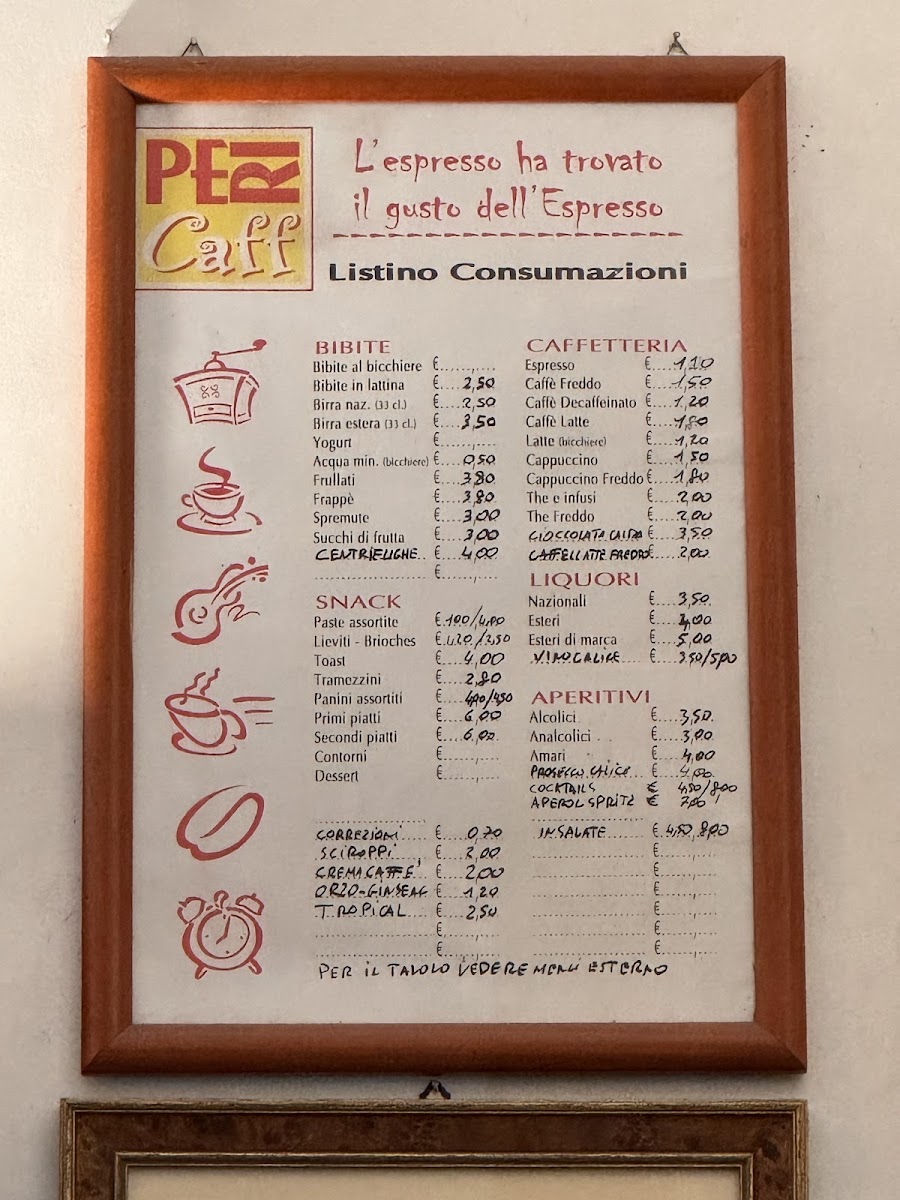 PERI
Caff
L'espresso ha trovato
il gusto dell'Espresso
Listino Consumazioni
BIBITE
Bibite al bicchiere €
Bibite in lattina € 2,50
Birra naz. (33 cl.) € 2,50
Birra estera (33 cl.) € 3,50
Yogurt €
Acqua min. (bicchiere) € 0,50
Frullati € 3,80
Frappè € 3,80
Spremute € 3,00
Succhi di frutta € 3,00
CENTRIFUGHE € 4,00
€
SNACK
Paste assortite € 1,00/4,00
Lieviti - Brioches € 1,20/3,50
Toast € 4,00
Tramezzini € 2,80
Panini assortiti € 4,00/4,50
Primi piatti € 6,00
Secondi piatti € 6,00
Contorni €
Dessert €
CORREZIONI € 0,70
SCIROPPI € 2,00
CREMA CAFFE' € 2,00
ORZO-GINSENG € 1,20
TROPICAL € 2,50
€
€
CAFFETTERIA
Espresso € 1,10
Caffè Freddo € 1,50
Caffè Decaffeinato € 1,20
Caffè Latte € 1,80
Latte (bicchiere) € 1,20
Cappuccino € 1,50
Cappuccino Freddo € 1,80
The e infusi € 2,00
The Freddo € 2,00
CIOCCOLATA CALDA € 3,50
CAFFELLATTE FREDDO € 2,00
LIQUORI
Nazionali € 3,50
Esteri €
Esteri di marca € 5,00
VINO CALICE € 3,50/5,00
APERITIVI
Alcolici € 3,50
Analcolici € 3,00
Amari € 4,00
PROSECCO CALICE € 4,00
COCKTAILS € 4,50/8,00
APEROL SPRITZ € 7,00
INSALATE € 4,50 8,00
€
€
€
€
€
€
PER IL TAVOLO VEDERE MENU ESTERNO